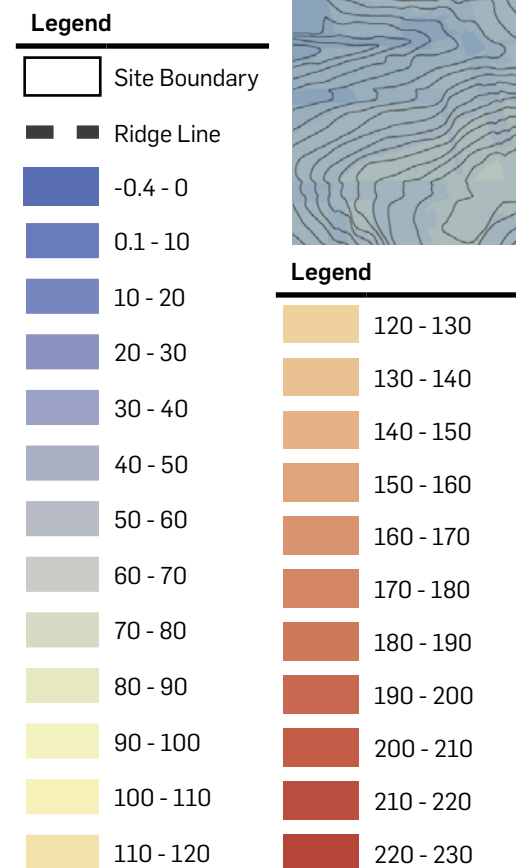 Legend
Site Boundary
Ridge Line
-0.4 - 0
0.1 - 10
10 - 20
20 - 30
30 - 40
40 - 50
50 - 60
60 - 70
70 - 80
80 - 90
90 - 100
100 - 110
110 - 120
Legend
120 - 130
130 - 140
140 - 150
150 - 160
160 - 170
170 - 180
180 - 190
190 - 200
200 - 210
210 - 220
220 - 230